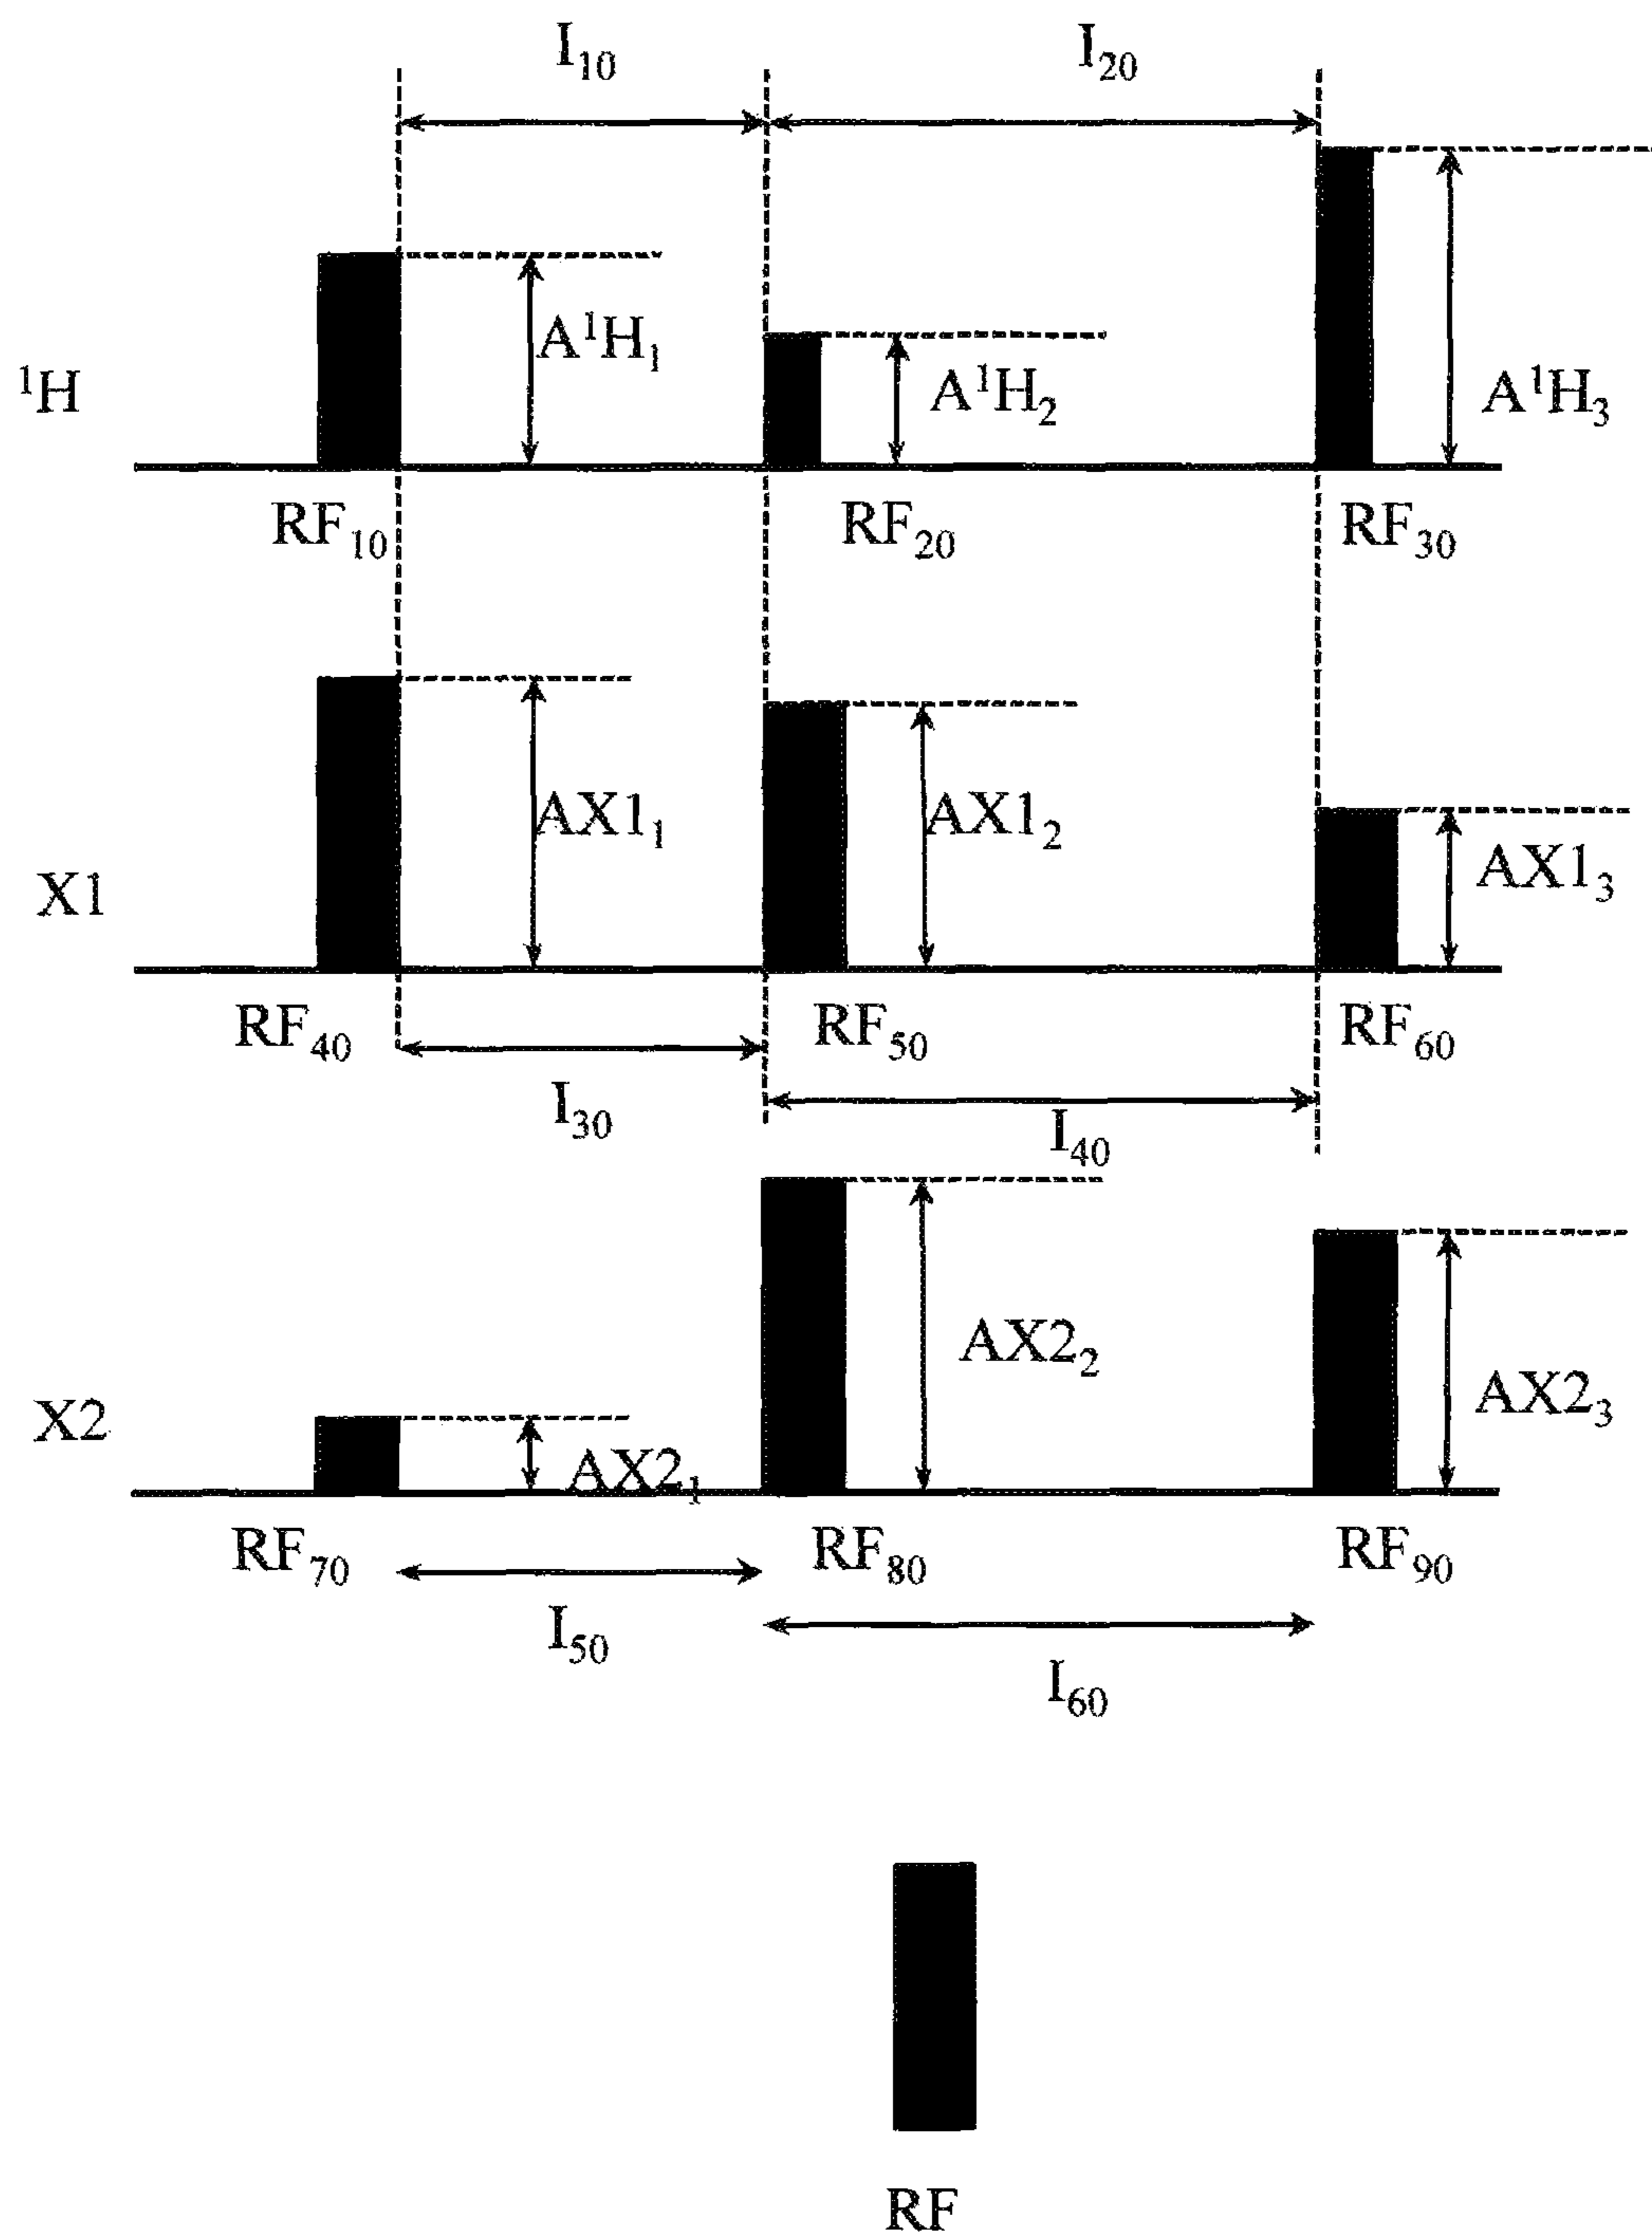 I₁₀ I₂₀
A¹H₁
¹H A¹H₂ A¹H₃
RF₁₀ RF₂₀ RF₃₀
AX1₁ AX1₂
X1 AX1₃
RF₄₀ RF₅₀ RF₆₀
I₃₀ I₄₀
AX2₂
X2 AX2₁ AX2₃
RF₇₀ RF₈₀ RF₉₀
I₅₀
I₆₀
RF